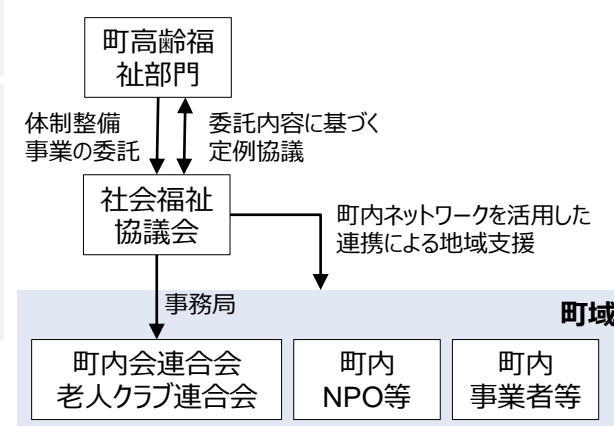 町高齢福
祉部門
体制整備
事業の委託
委託内容に基づく
定例協議
社会福祉
協議会
町内ネットワークを活用した
連携による地域支援
事務局
町域
町内会連合会
老人クラブ連合会
町内
NPO等
町内
事業者等